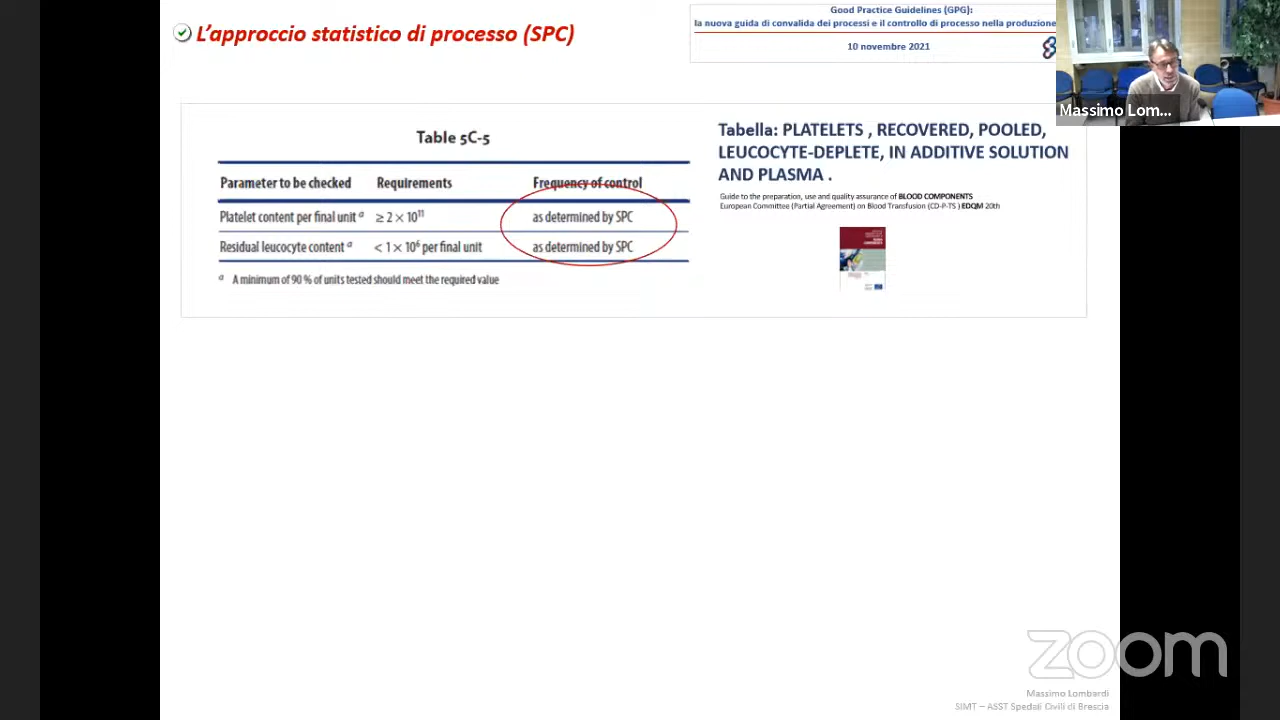 L'approccio statistico di processo (SPC)
Good Practice Guidelines (GPG):
la nuova guida di convalida dei processi e il controllo di processo nella produzione
10 novembre 2021
Massimo Lom...
Table 5C-5
Parameter to be checked Requirements Frequency of control
Platelet content per final unit a ≥ 2 × 10¹¹ as determined by SPC
Residual leucocyte content a < 1 × 10⁶ per final unit as determined by SPC
a A minimum of 90 % of units tested should meet the required value
Tabella: PLATELETS , RECOVERED, POOLED,
LEUCOCYTE-DEPLETE, IN ADDITIVE SOLUTION
AND PLASMA .
Guide to the preparation, use and quality assurance of BLOOD COMPONENTS
European Committee (Partial Agreement) on Blood Transfusion (CD-P-TS ) EDQM 20th
zoom
Massimo Lombardi
SIMT – ASST Spedali Civili di Brescia